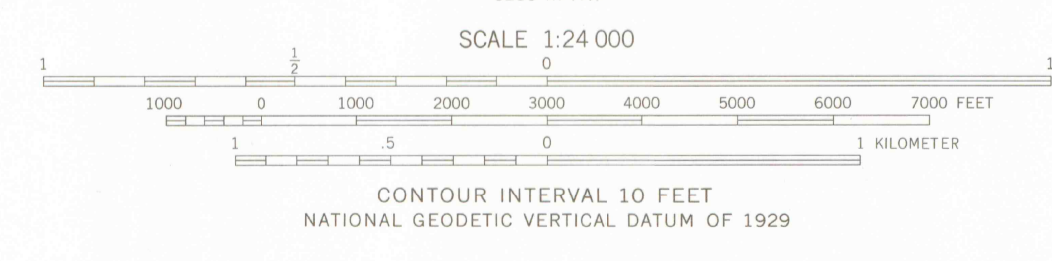 SCALE 1:24 000
1 1/2 0 1
1000 0 1000 2000 3000 4000 5000 6000 7000 FEET
1 .5 0 1 KILOMETER
CONTOUR INTERVAL 10 FEET
NATIONAL GEODETIC VERTICAL DATUM OF 1929